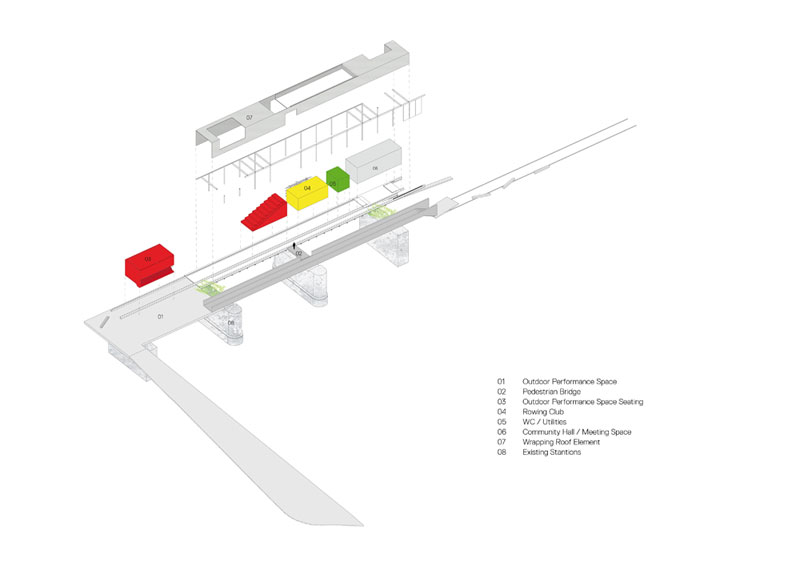 07
04
05
06
03
02
01
08
01 Outdoor Performance Space
02 Pedestrian Bridge
03 Outdoor Performance Space Seating
04 Rowing Club
05 WC / Utilities
06 Community Hall / Meeting Space
07 Wrapping Roof Element
08 Existing Stantions